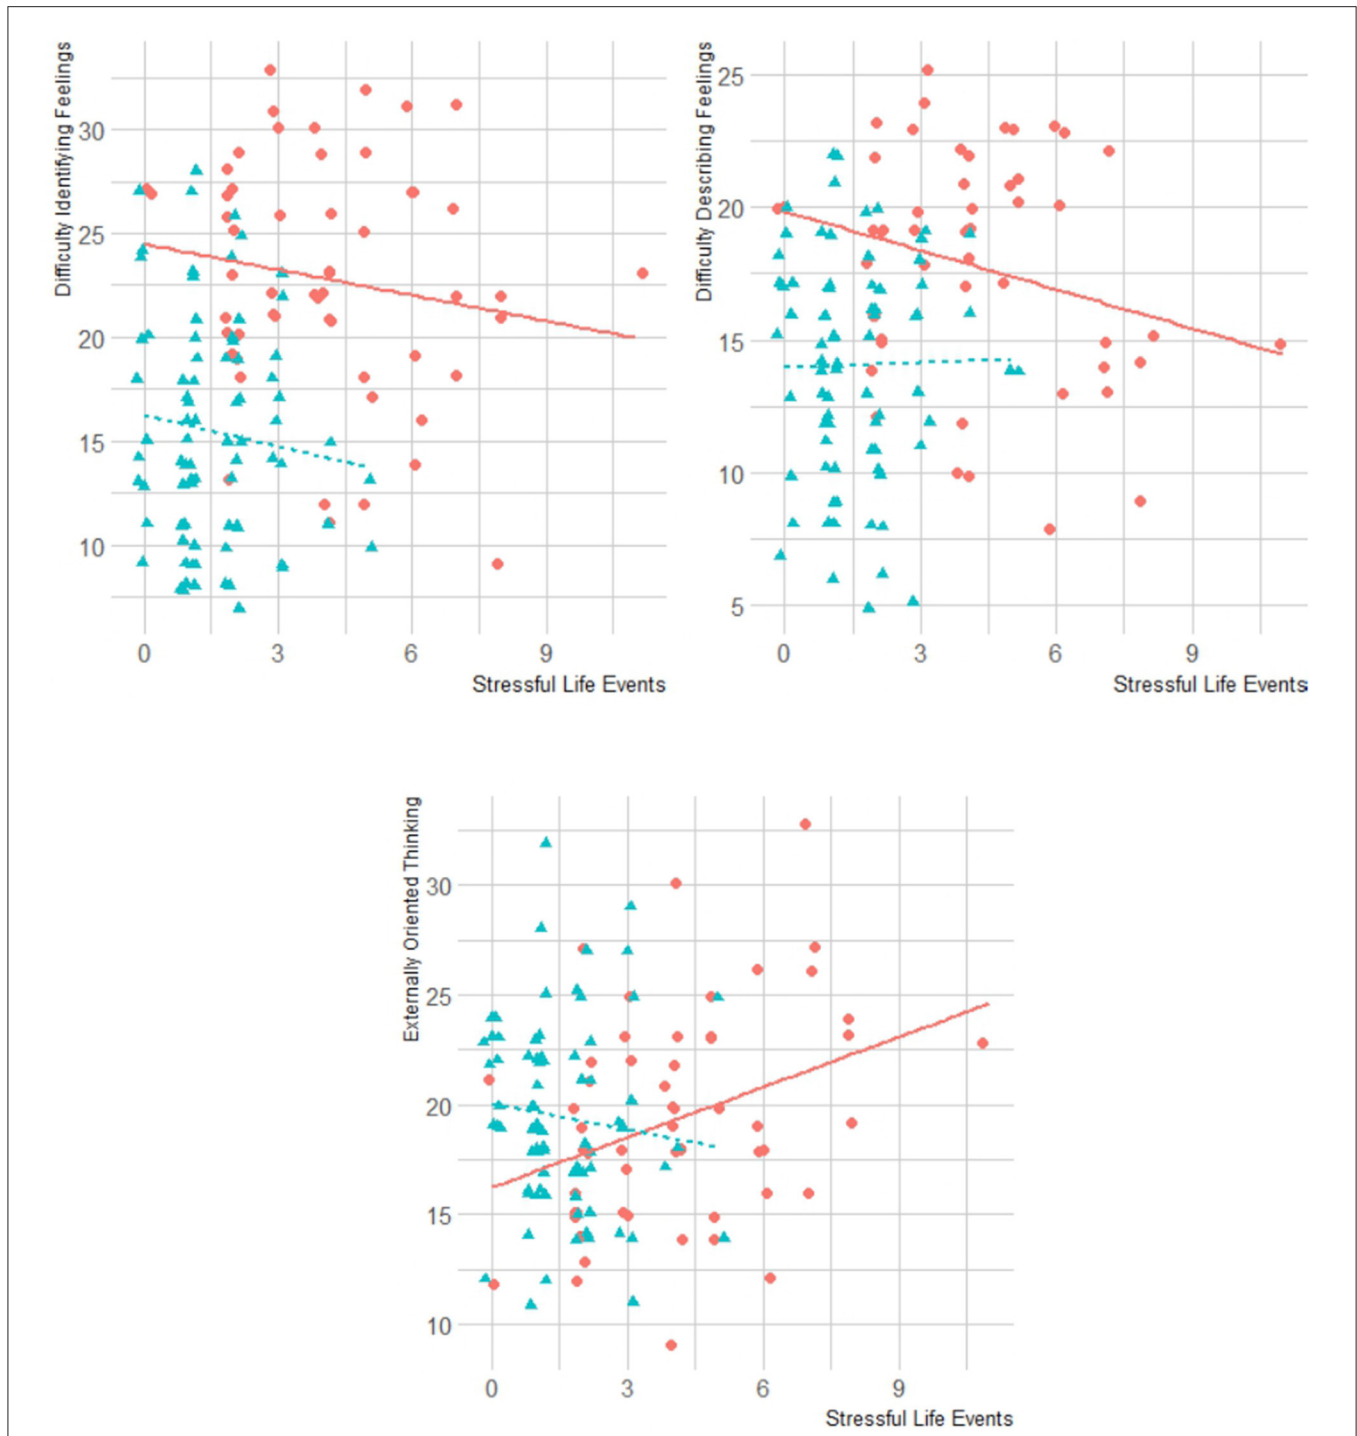 Difficulty Identifying Feelings
30
25
20
15
10
0 3 6 9
Stressful Life Events
Difficulty Describing Feelings
25
20
15
10
5
0 3 6 9
Stressful Life Events
Externally Oriented Thinking
30
25
20
15
10
0 3 6 9
Stressful Life Events